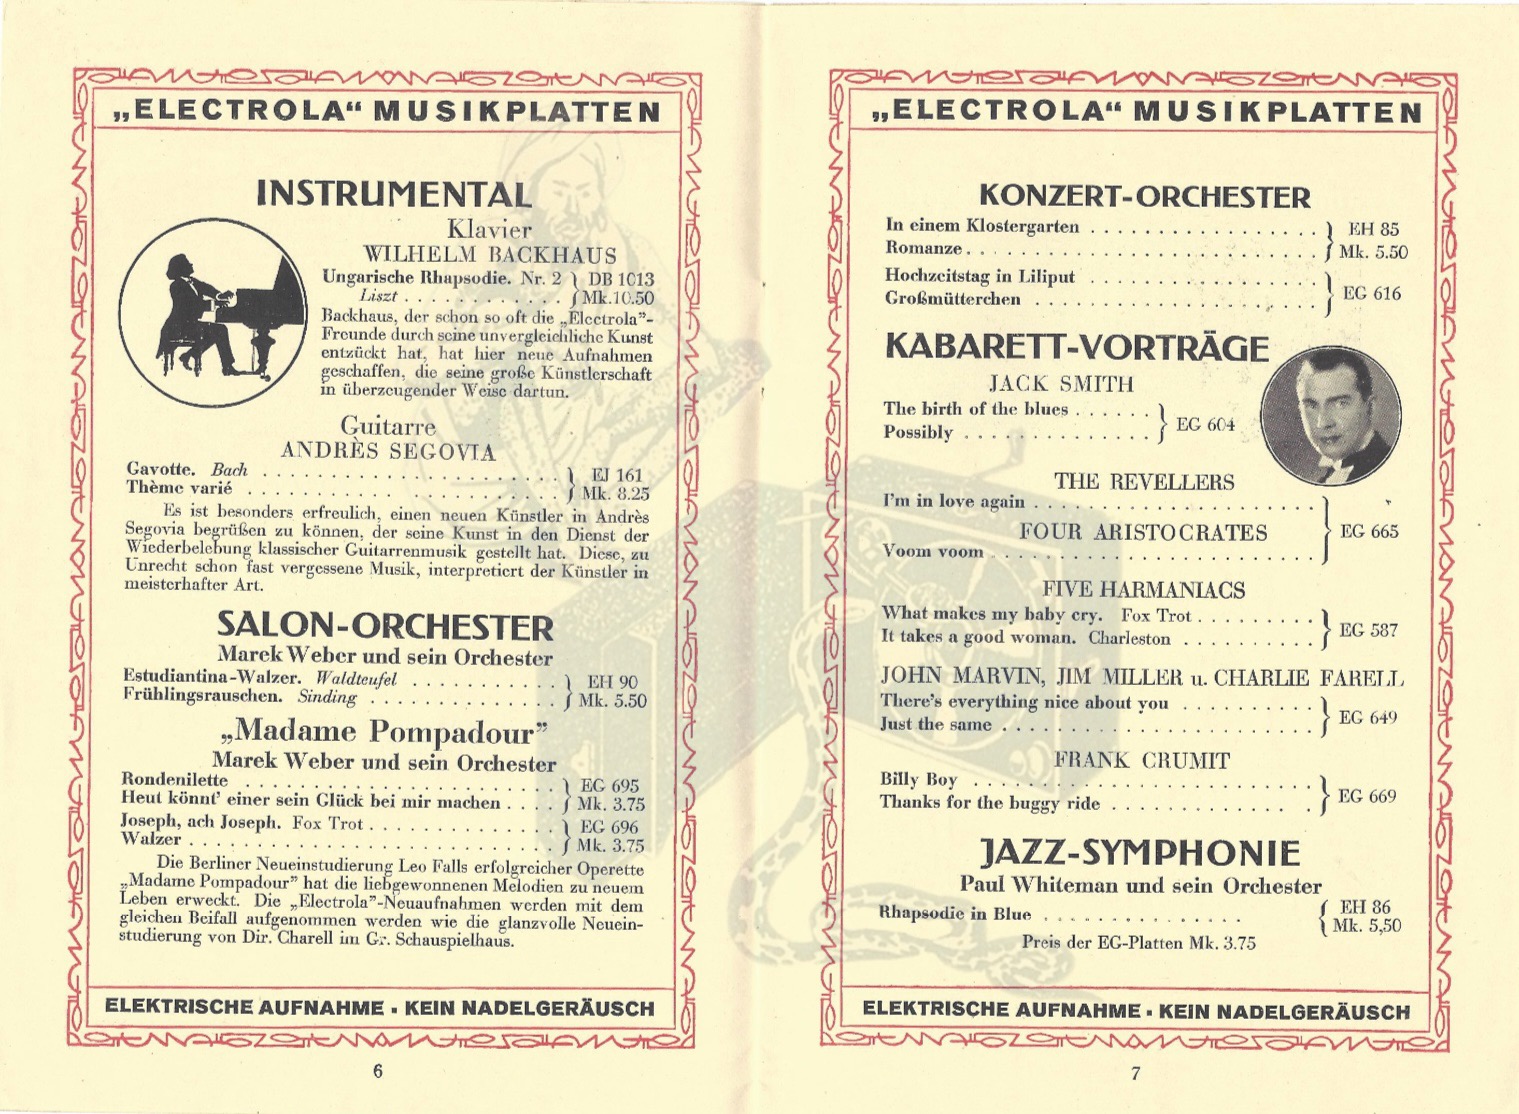 „ELECTROLA“ MUSIKPLATTEN
INSTRUMENTAL
Klavier
WILHELM BACKHAUS
Ungarische Rhapsodie. Nr. 2 } DB 1013
Liszt . . . . . . . . . . . . { Mk.10.50
Backhaus, der schon so oft die „Electrola”-
Freunde durch seine unvergleichliche Kunst
entzückt hat, hat hier neue Aufnahmen
geschaffen, die seine große Künstlerschaft
in überzeugender Weise dartun.
Guitarre
ANDRÈS SEGOVIA
Gavotte. Bach . . . . . . . . . . . . } EJ 161
Thème varié . . . . . . . . . . . . } Mk. 8.25
Es ist besonders erfreulich, einen neuen Künstler in Andrès
Segovia begrüßen zu können, der seine Kunst in den Dienst der
Wiederbelebung klassischer Guitarrenmusik gestellt hat. Diese, zu
Unrecht schon fast vergessene Musik, interpretiert der Künstler in
meisterhafter Art.
SALON-ORCHESTER
Marek Weber und sein Orchester
Estudiantina-Walzer. Waldteufel . . . . . . . . . . } EH 90
Frühlingsrauschen. Sinding . . . . . . . . . . . . { Mk. 5.50
„Madame Pompadour”
Marek Weber und sein Orchester
Rondenilette . . . . . . . . . . . . } EG 695
Heut könnt’ einer sein Glück bei mir machen . . . . { Mk. 3.75
Joseph, ach Joseph. Fox Trot . . . . . . . . . . . . } EG 696
Walzer . . . . . . . . . . . . { Mk. 3.75
Die Berliner Neueinstudierung Leo Falls erfolgreicher Operette
„Madame Pompadour” hat die liebgewonnenen Melodien zu neuem
Leben erweckt. Die „Electrola”-Neuaufnahmen werden mit dem
gleichen Beifall aufgenommen werden wie die glanzvolle Neuein-
studierung von Dir. Charell im Gr. Schauspielhaus.
ELEKTRISCHE AUFNAHME · KEIN NADELGERÄUSCH
6
„ELECTROLA“ MUSIKPLATTEN
KONZERT-ORCHESTER
In einem Klostergarten . . . . . . . . . . . . } EH 85
Romanze . . . . . . . . . . . . } Mk. 5.50
Hochzeitstag in Liliput . . . . . . . . . . . .
} EG 616
Großmütterchen . . . . . . . . . . . .
KABARETT-VORTRÄGE
JACK SMITH
The birth of the blues . . . . . .
} EG 604
Possibly . . . . . . . . . . . .
THE REVELLERS
I'm in love again . . . . . . . . . . . .
FOUR ARISTOCRATES } EG 665
Voom voom . . . . . . . . . . . .
FIVE HARMANIACS
What makes my baby cry. Fox Trot . . . . . . . . .
} EG 587
It takes a good woman. Charleston . . . . . . . . . .
JOHN MARVIN, JIM MILLER u. CHARLIE FARELL
There's everything nice about you . . . . . . . . . .
} EG 649
Just the same . . . . . . . . . . . .
FRANK CRUMIT
Billy Boy . . . . . . . . . . . .
} EG 669
Thanks for the buggy ride . . . . . . . . . . . .
JAZZ-SYMPHONIE
Paul Whiteman und sein Orchester
Rhapsodie in Blue . . . . . . . . . . . . { EH 86
{ Mk. 5,50
Preis der EG-Platten Mk. 3.75
ELEKTRISCHE AUFNAHME · KEIN NADELGERÄUSCH
7